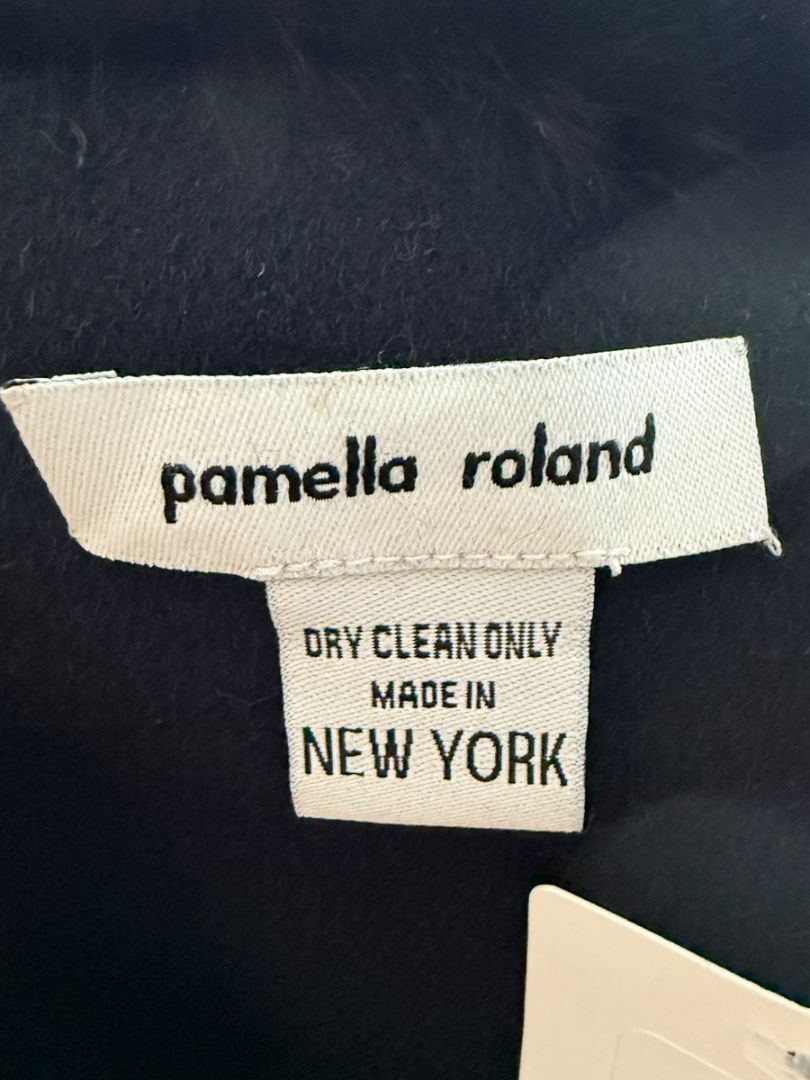 pamella roland
DRY CLEAN ONLY
MADE IN
NEW YORK